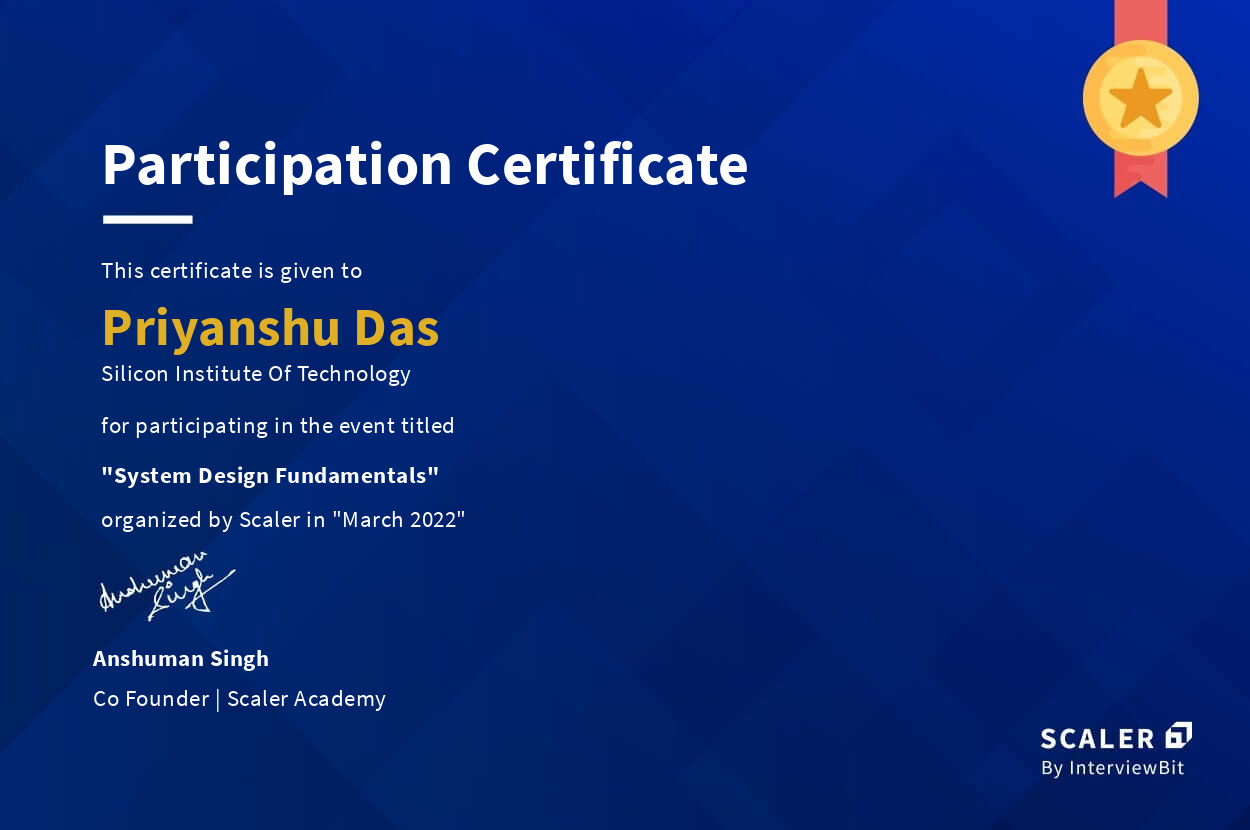 Participation Certificate
This certificate is given to
Priyanshu Das
Silicon Institute Of Technology
for participating in the event titled
"System Design Fundamentals"
organized by Scaler in "March 2022"
Anshuman
Singh
Anshuman Singh
Co Founder | Scaler Academy
SCALER
By InterviewBit